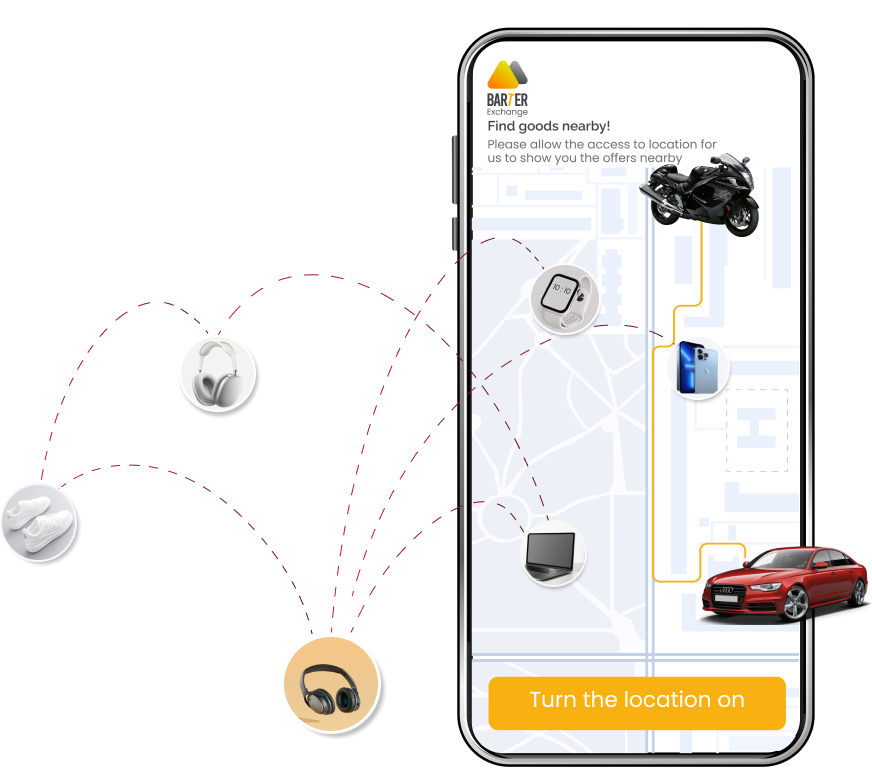 BARTER
Exchange
Find goods nearby!
Please allow the access to location for
us to show you the offers nearby
10:10
Turn the location on